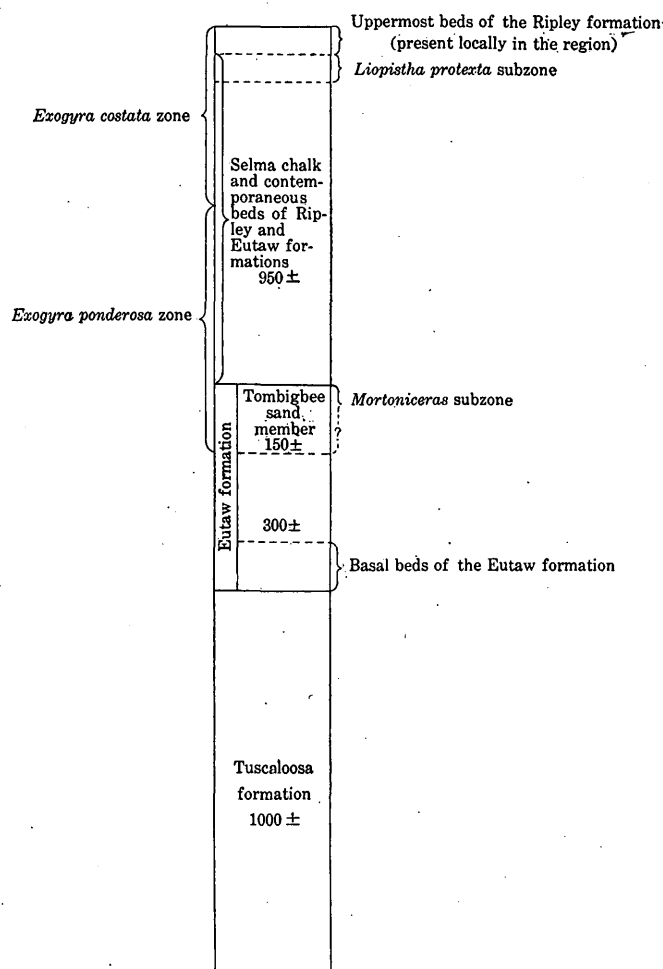 Uppermost beds of the Ripley formation
(present locally in the region)
Liopistha protexta subzone
Exogyra costata zone
Selma chalk
and contem-
poraneous
beds of Rip-
ley and
Eutaw for-
mations
950 ±
Exogyra ponderosa zone
Tombigbee
sand
member
150±
Mortoniceras subzone
?
Eutaw formation
300±
Basal beds of the Eutaw formation
Tuscaloosa
formation
1000 ±